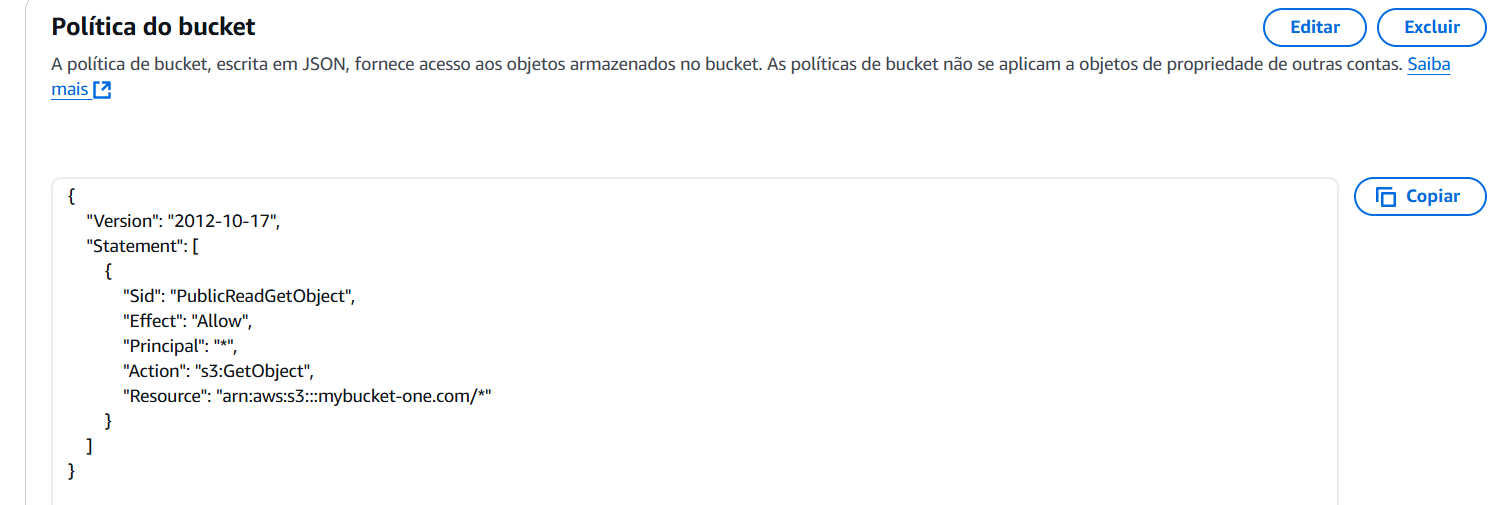 Política do bucket
Editar
Excluir
A política de bucket, escrita em JSON, fornece acesso aos objetos armazenados no bucket. As políticas de bucket não se aplicam a objetos de propriedade de outras contas. Saiba
mais
Copiar
{
    "Version": "2012-10-17",
    "Statement": [
        {
            "Sid": "PublicReadGetObject",
            "Effect": "Allow",
            "Principal": "*",
            "Action": "s3:GetObject",
            "Resource": "arn:aws:s3:::mybucket-one.com/*"
        }
    ]
}